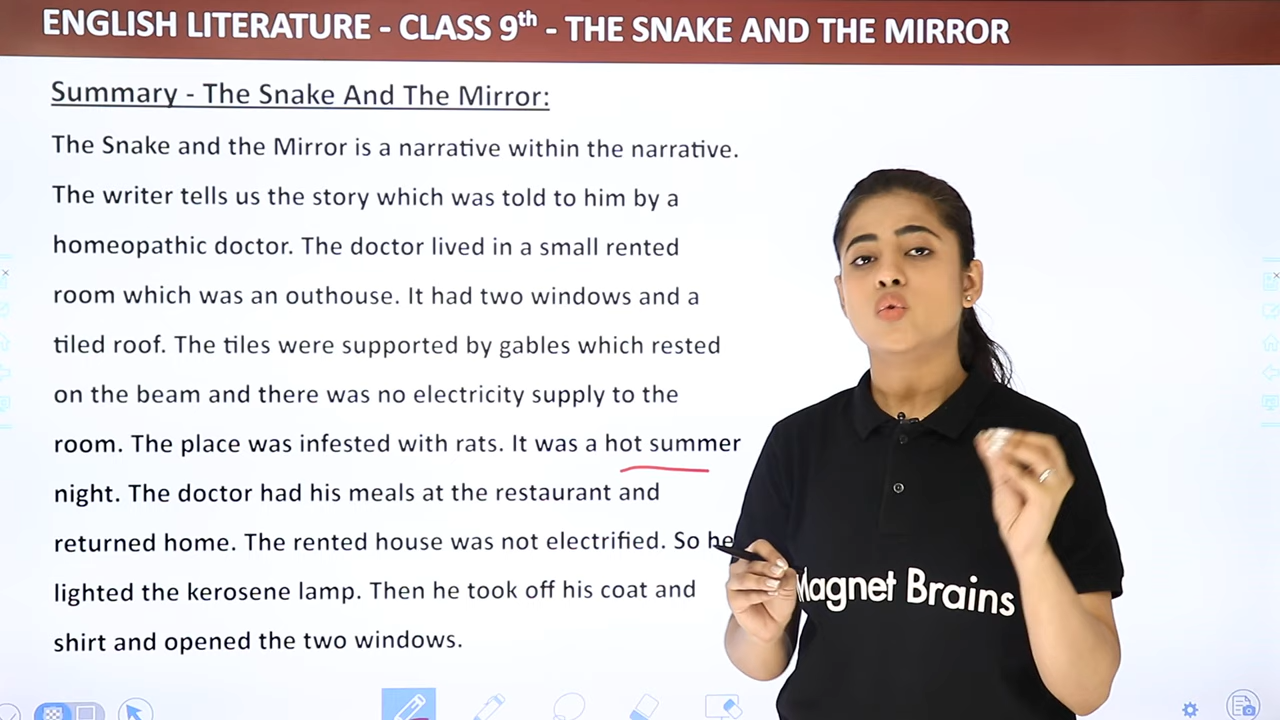 ENGLISH LITERATURE - CLASS 9th - THE SNAKE AND THE MIRROR
Summary - The Snake And The Mirror:
The Snake and the Mirror is a narrative within the narrative.
The writer tells us the story which was told to him by a
homeopathic doctor. The doctor lived in a small rented
room which was an outhouse. It had two windows and a
tiled roof. The tiles were supported by gables which rested
on the beam and there was no electricity supply to the
room. The place was infested with rats. It was a hot summer
night. The doctor had his meals at the restaurant and
returned home. The rented house was not electrified. So he
lighted the kerosene lamp. Then he took off his coat and
shirt and opened the two windows.
Magnet Brains